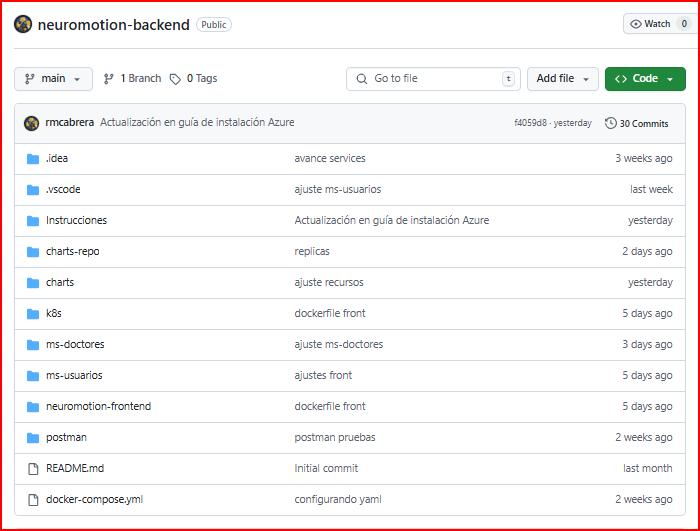 neuromotion-backend Public Watch 0
main 1 Branch 0 Tags Go to file t Add file Code
rmcabrera Actualización en guía de instalación Azure f4059d8 · yesterday 30 Commits
.idea avance services 3 weeks ago
.vscode ajuste ms-usuarios last week
Instrucciones Actualización en guía de instalación Azure yesterday
charts-repo replicas 2 days ago
charts ajuste recursos yesterday
k8s dockerfile front 5 days ago
ms-doctores ajuste ms-doctores 3 days ago
ms-usuarios ajustes front 5 days ago
neuromotion-frontend dockerfile front 5 days ago
postman postman pruebas 2 weeks ago
README.md Initial commit last month
docker-compose.yml configurando yaml 2 weeks ago